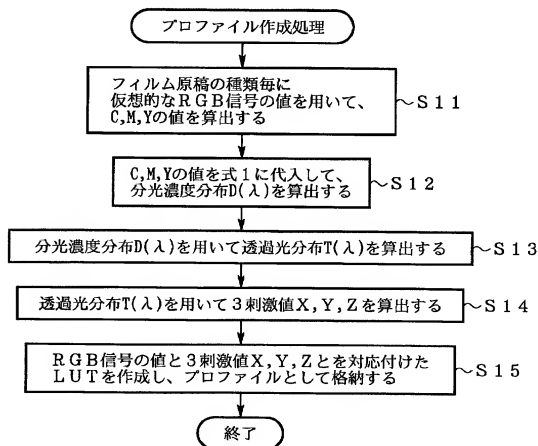 プロファイル作成処理
フィルム原稿の種類毎に
仮想的なRGB信号の値を用いて、
C,M,Yの値を算出する
~S11
C,M,Yの値を式1に代入して、
分光濃度分布D(λ)を算出する
~S12
分光濃度分布D(λ)を用いて透過光分布T(λ)を算出する
~S13
透過光分布T(λ)を用いて3刺激値X,Y,Zを算出する
~S14
RGB信号の値と3刺激値X,Y,Zとを対応付けた
LUTを作成し、プロファイルとして格納する
~S15
終了